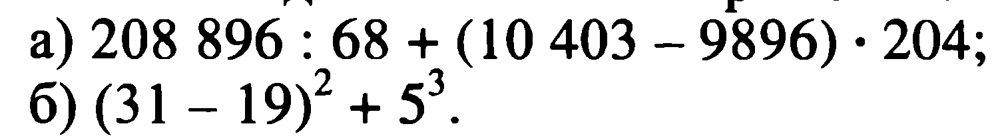 а) 208 896 : 68 + (10 403 – 9896) · 204;
б) (31 – 19)² + 5³.